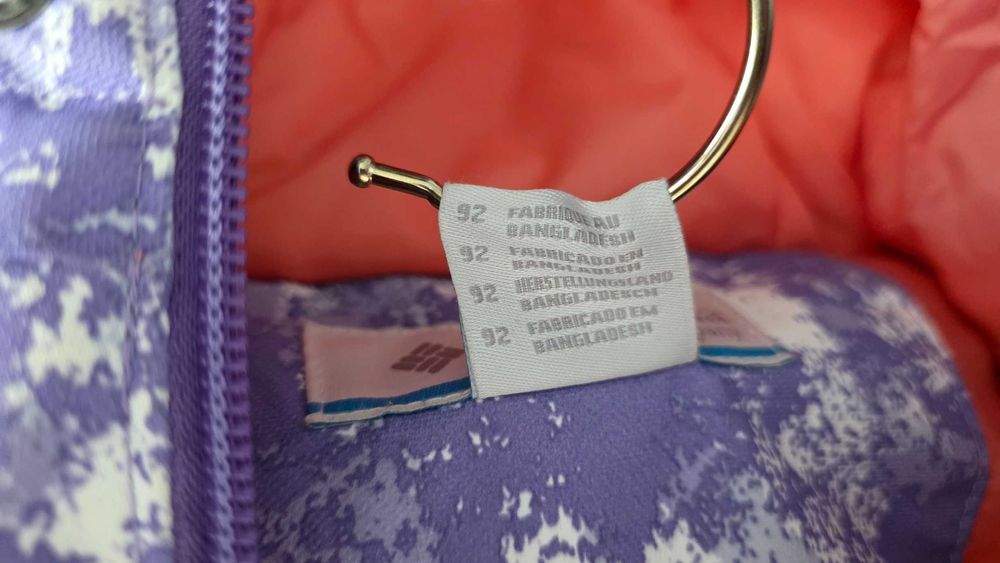 92 FABRIQUE AU
BANGLADESH
92 FABRICADO EN
BANGLADESH
92 HERSTELLUNGSLAND
BANGLADESCH
92 FABRICADO EM
BANGLADESH